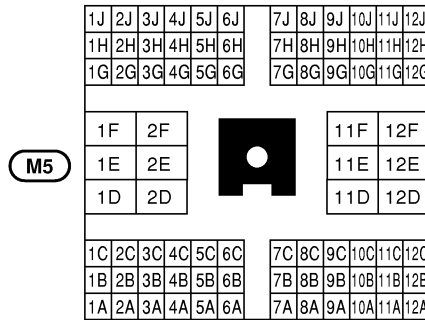 1J 2J 3J 4J 5J 6J 7J 8J 9J 10J 11J 12J
1H 2H 3H 4H 5H 6H 7H 8H 9H 10H 11H 12H
1G 2G 3G 4G 5G 6G 7G 8G 9G 10G 11G 12G
1F 2F 11F 12F
M5 1E 2E 11E 12E
1D 2D 11D 12D
1C 2C 3C 4C 5C 6C 7C 8C 9C 10C 11C 12C
1B 2B 3B 4B 5B 6B 7B 8B 9B 10B 11B 12B
1A 2A 3A 4A 5A 6A 7A 8A 9A 10A 11A 12A